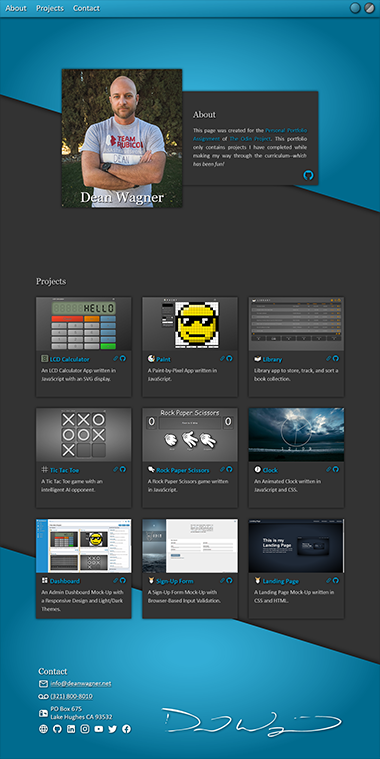 About Projects Contact
TEAM
RUBICON
DEAN
Dean Wagner
About
This page was created for the Personal Portfolio
Assignment of The Odin Project. This portfolio
only contains projects I have completed while
making my way through the curriculum—which
has been fun!
Projects
HELLO
LCD Calculator
An LCD Calculator App written in
JavaScript with an SVG display.
Paint
A Paint-by-Pixel App written in
JavaScript.
LIBRARY
Library
Library app to store, track, and sort a
book collection.
Tic Tac Toe
A Tic Tac Toe game with an
intelligent AI opponent.
Rock Paper Scissors
0 0
Rock Paper Scissors
A Rock Paper Scissors game written
in JavaScript.
Clock
An Animated Clock written in
JavaScript and CSS.
Dashboard
An Admin Dashboard Mock-Up with
a Responsive Design and Light/Dark
Themes.
Sign-Up Form
A Sign-Up Form Mock-Up with
Browser-Based Input Validation.
This is my
Landing Page
Landing Page
A Landing Page Mock-Up written in
CSS and HTML.
Contact
info@deanwagner.net
(321) 800-8010
PO Box 675
Lake Hughes CA 93532